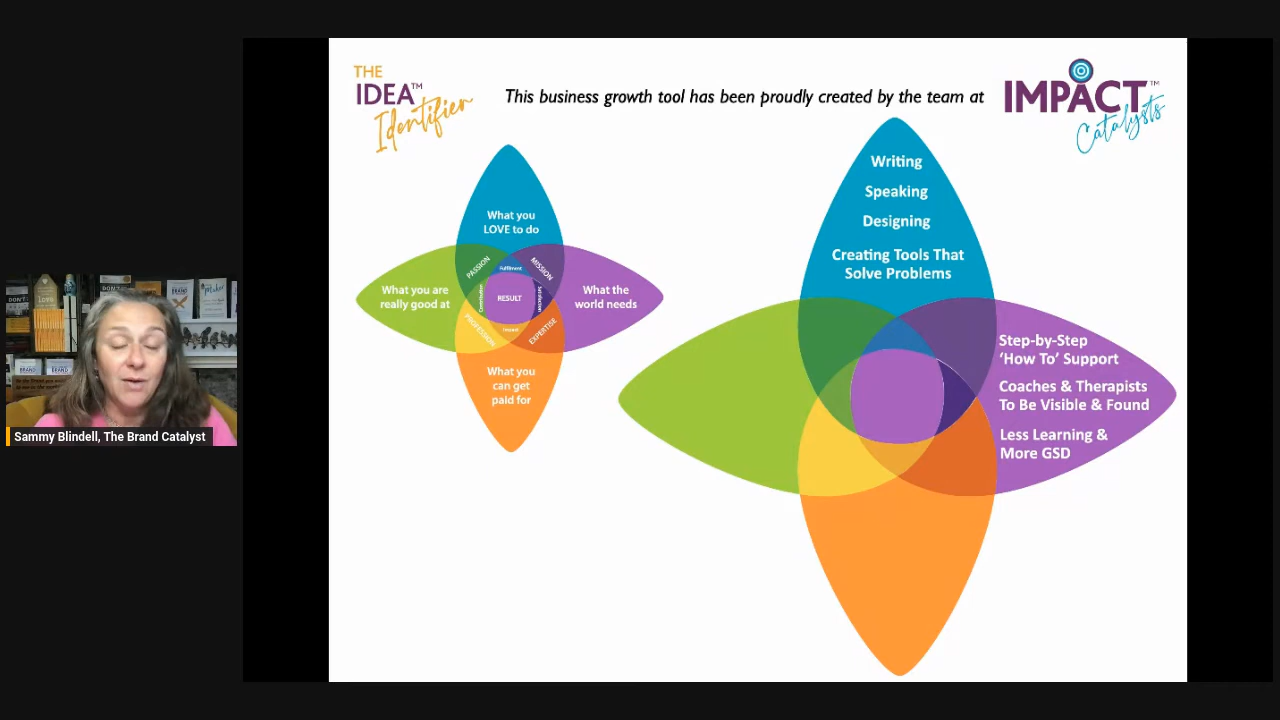 THE
IDEA™
Identifier
This business growth tool has been proudly created by the team at
IMPACT™
Catalysts
What you
LOVE to do
PASSION
Fulfilment
MISSION
What you are
really good at
RESULT
What the
world needs
PROFESSION
EXPERTISE
What you
can get
paid for
Writing
Speaking
Designing
Creating Tools That
Solve Problems
Step-by-Step
‘How To’ Support
Coaches & Therapists
To Be Visible & Found
Less Learning &
More GSD
Sammy Blindell, The Brand Catalyst